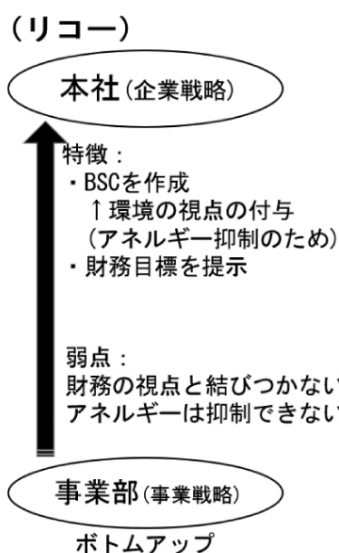 （リコー）
本社(企業戦略)
特徴：
・BSCを作成
↑環境の視点の付与
(アネルギー抑制のため)
・財務目標を提示
弱点：
財務の視点と結びつかない
アネルギーは抑制できない
事業部(事業戦略)
ボトムアップ